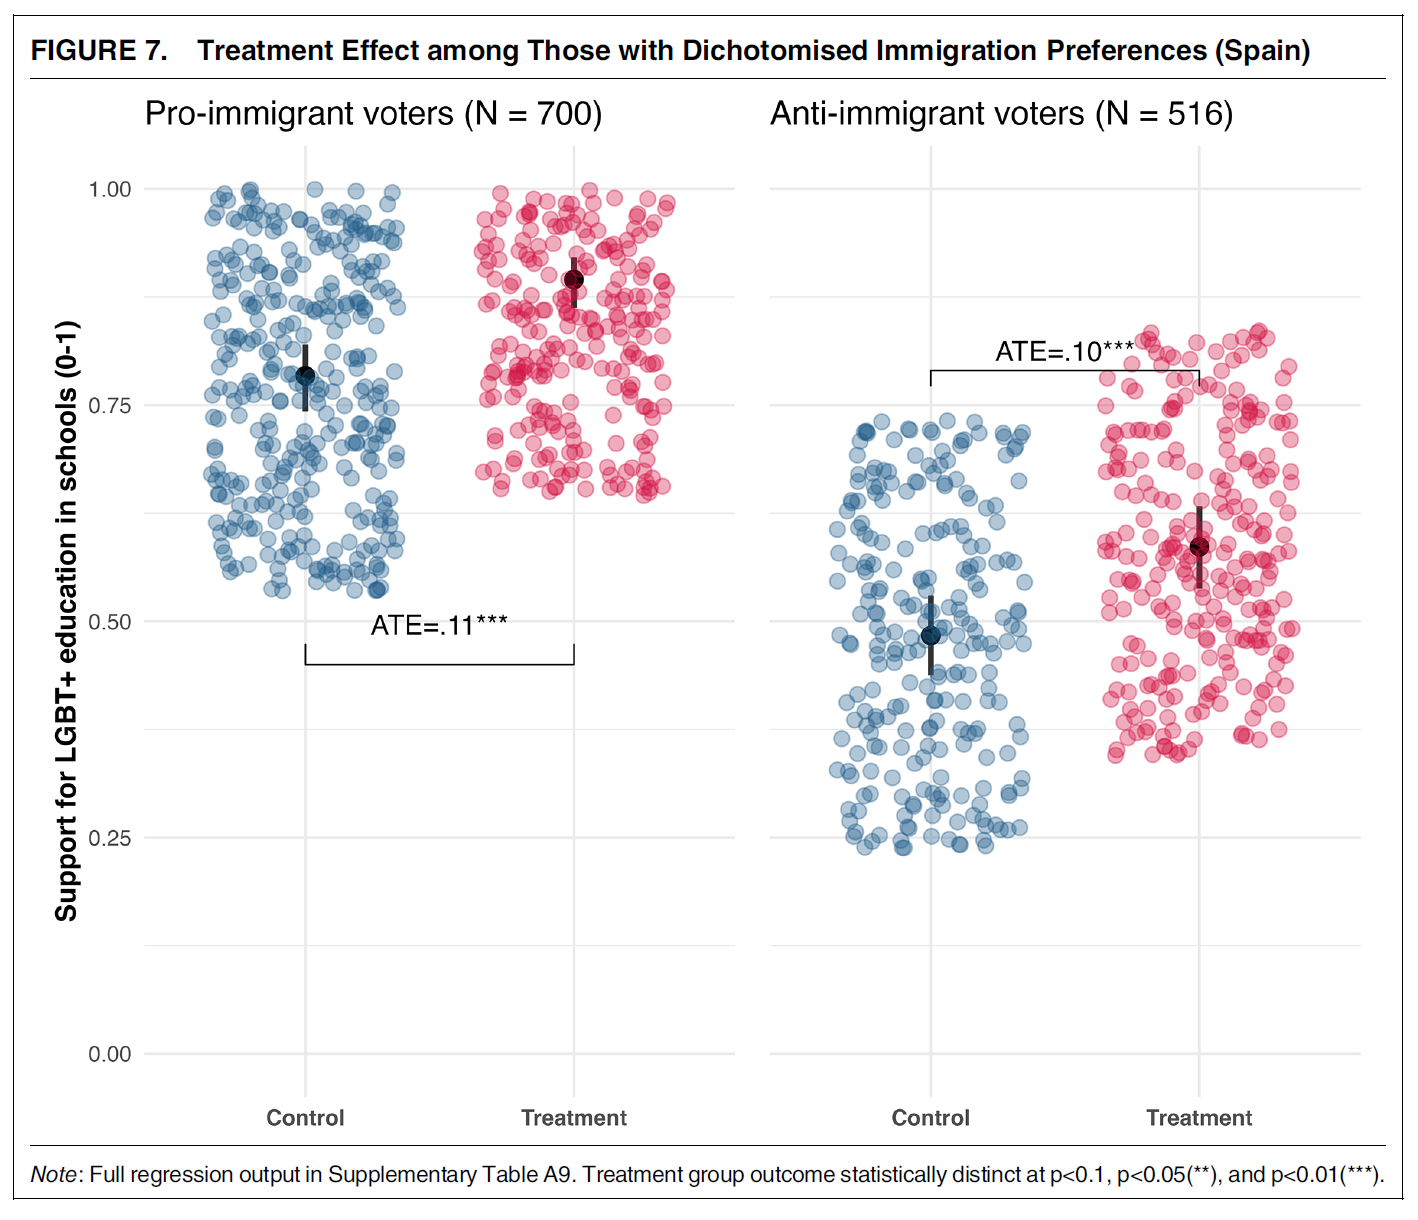 FIGURE 7. Treatment Effect among Those with Dichotomised Immigration Preferences (Spain)
Pro-immigrant voters (N = 700)
Anti-immigrant voters (N = 516)
Support for LGBT+ education in schools (0-1)
1.00
0.75
0.50
0.25
0.00
ATE=.11***
ATE=.10***
Control
Treatment
Control
Treatment
Note: Full regression output in Supplementary Table A9. Treatment group outcome statistically distinct at p<0.1, p<0.05(**), and p<0.01(***).